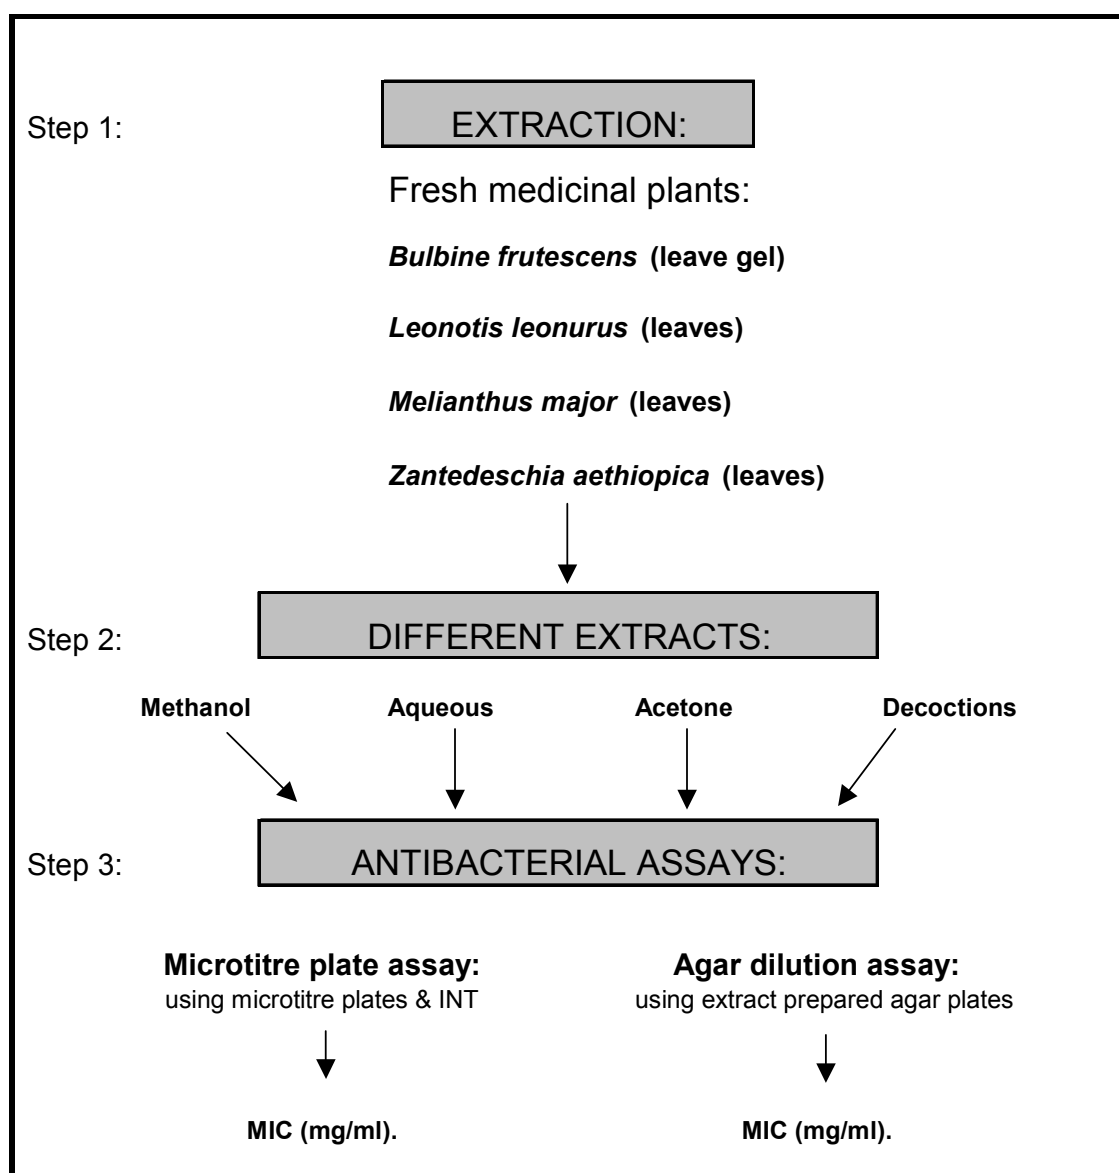 Step 1:
EXTRACTION:
Fresh medicinal plants:
Bulbine frutescens (leave gel)
Leonotis leonurus (leaves)
Melianthus major (leaves)
Zantedeschia aethiopica (leaves)
Step 2:
DIFFERENT EXTRACTS:
Methanol Aqueous Acetone Decoctions
Step 3:
ANTIBACTERIAL ASSAYS:
Microtitre plate assay:
using microtitre plates & INT
MIC (mg/ml).
Agar dilution assay:
using extract prepared agar plates
MIC (mg/ml).